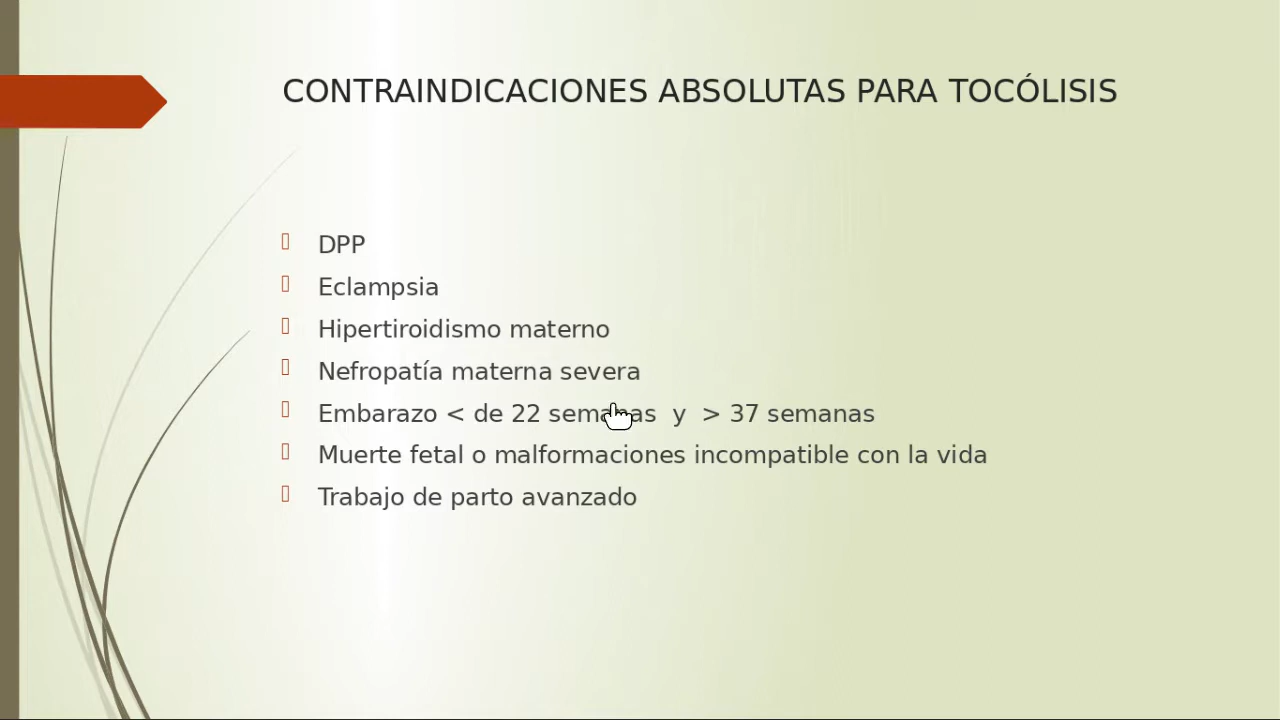 CONTRAINDICACIONES ABSOLUTAS PARA TOCÓLISIS
DPP
Eclampsia
Hipertiroidismo materno
Nefropatía materna severa
Embarazo < de 22 semanas y > 37 semanas
Muerte fetal o malformaciones incompatible con la vida
Trabajo de parto avanzado